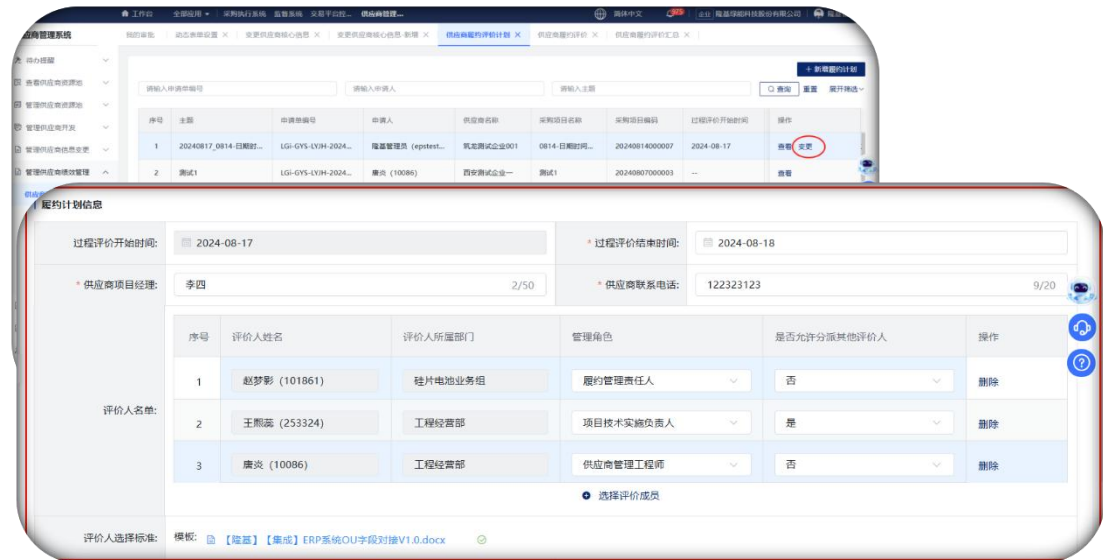 工作台 全部应用 采购执行系统 监管系统 交易平台控... 供应商管理... 简体中文 企业 隆基绿能科技股份有限公司
应商管理系统 我的审批 动态表单设置 × 变更供应商核心信息 × 变更供应商核心信息-新增 × 供应商履约评价计划 × 供应商履约评价 × 供应商履约评价汇总 ×
待办提醒
查看供应商资源池
管理供应商资源池
管理供应商开发
管理供应商信息变更
管理供应商绩效管理
+ 新增履约计划
请输入申请单编号 请输入申请人 请输入主题 查询 重置 展开筛选
序号 主题 申请单编号 申请人 供应商名称 采购项目名称 采购项目编码 过程评价开始时间 操作
1 20240817_0814-日期时... LGi-GYS-LYJH-2024... 隆基管理员 (epstest... 筑龙测试企业001 0814-日期时间... 20240814000007 2024-08-17 查看 变更
2 测试1 LGI-GYS-LYJH-2024... 唐炎 (10086) 西安测试企业一 测试1 20240807000003 -- 查看
履约计划信息
过程评价开始时间: 2024-08-17 * 过程评价结束时间: 2024-08-18
* 供应商项目经理: 李四 2/50 * 供应商联系电话: 122323123 9/20
评价人名单:
序号 评价人姓名 评价人所属部门 管理角色 是否允许分派其他评价人 操作
1 赵梦影 (101861) 硅片电池业务组 履约管理责任人 否 删除
2 王熙蕊 (253324) 工程经营部 项目技术实施负责人 是 删除
3 唐炎 (10086) 工程经营部 供应商管理工程师 否 删除
选择评价成员
评价人选择标准: 模板: 【隆基】【集成】ERP系统OU字段对接V1.0.docx